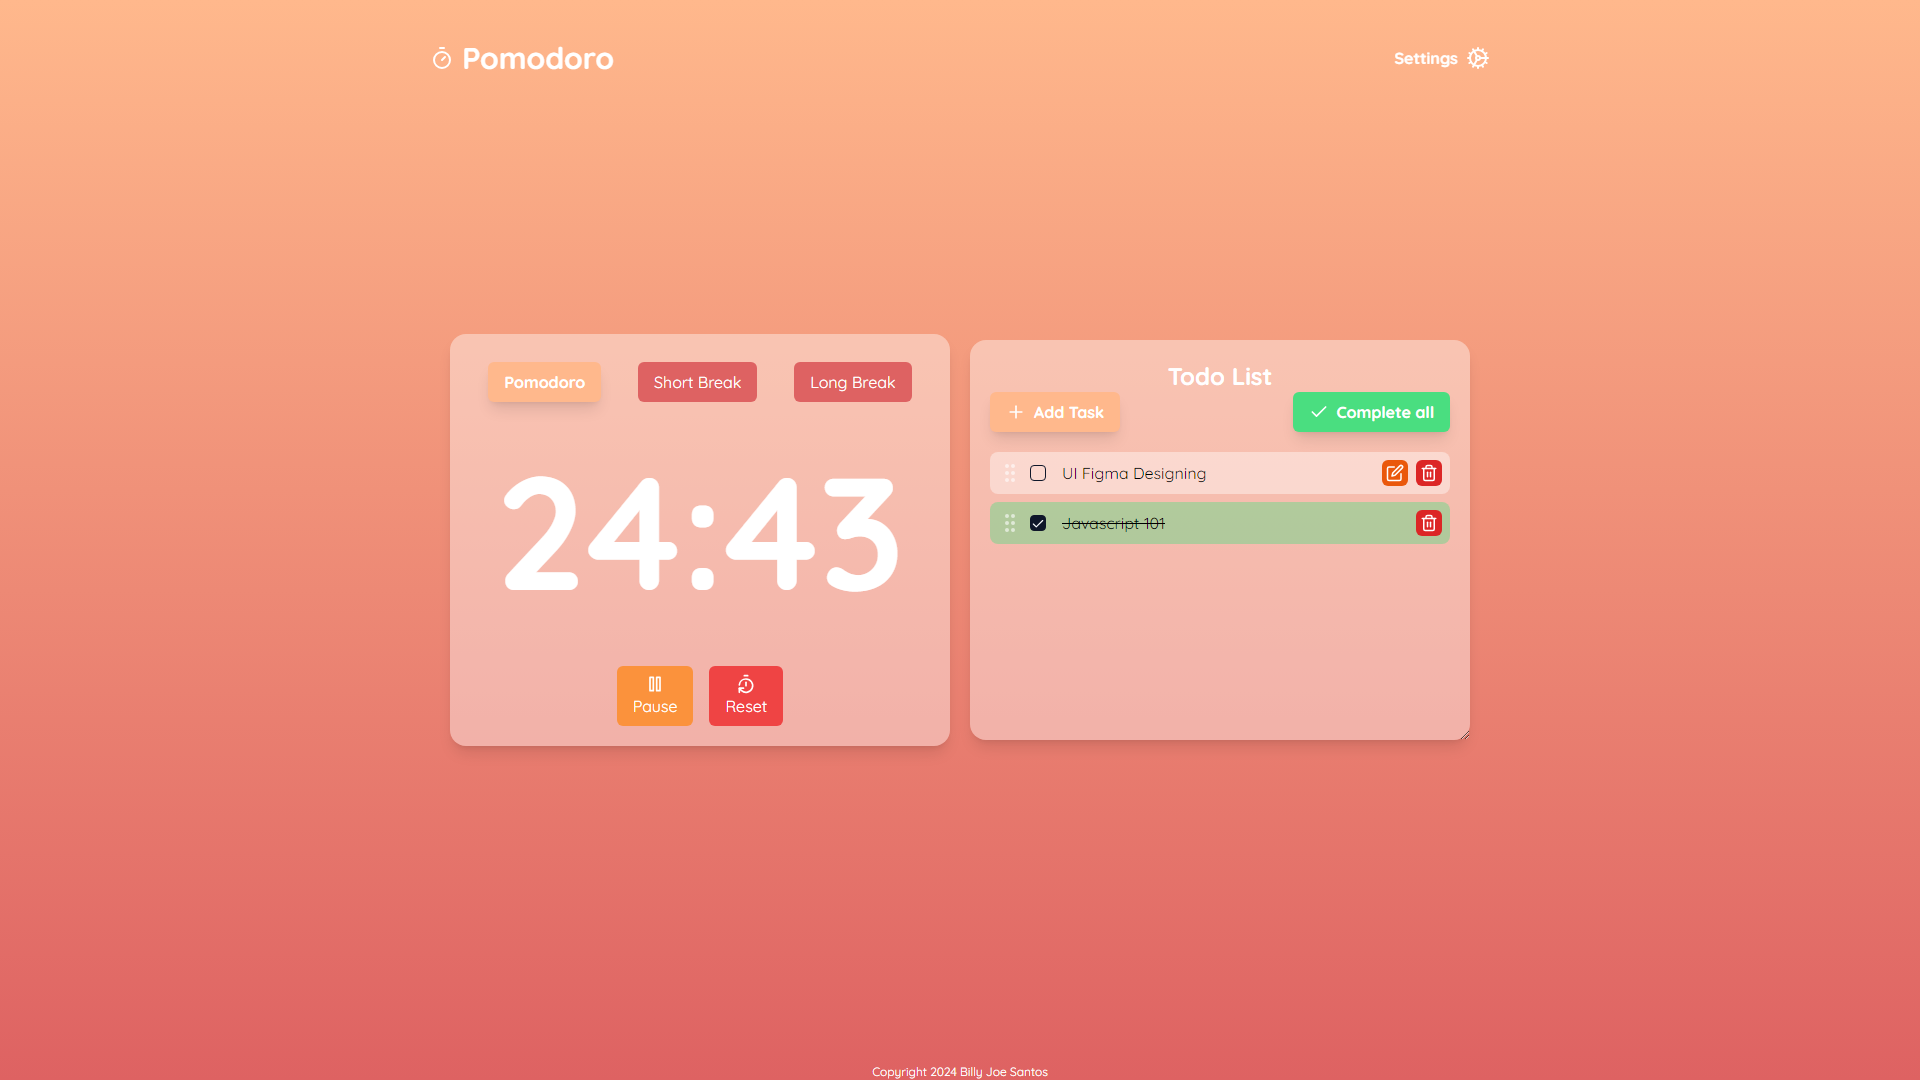 Pomodoro
Settings
Pomodoro
Short Break
Long Break
24:43
Pause
Reset
Todo List
Add Task
Complete all
UI Figma Designing
Javascript 101
Copyright 2024 Billy Joe Santos